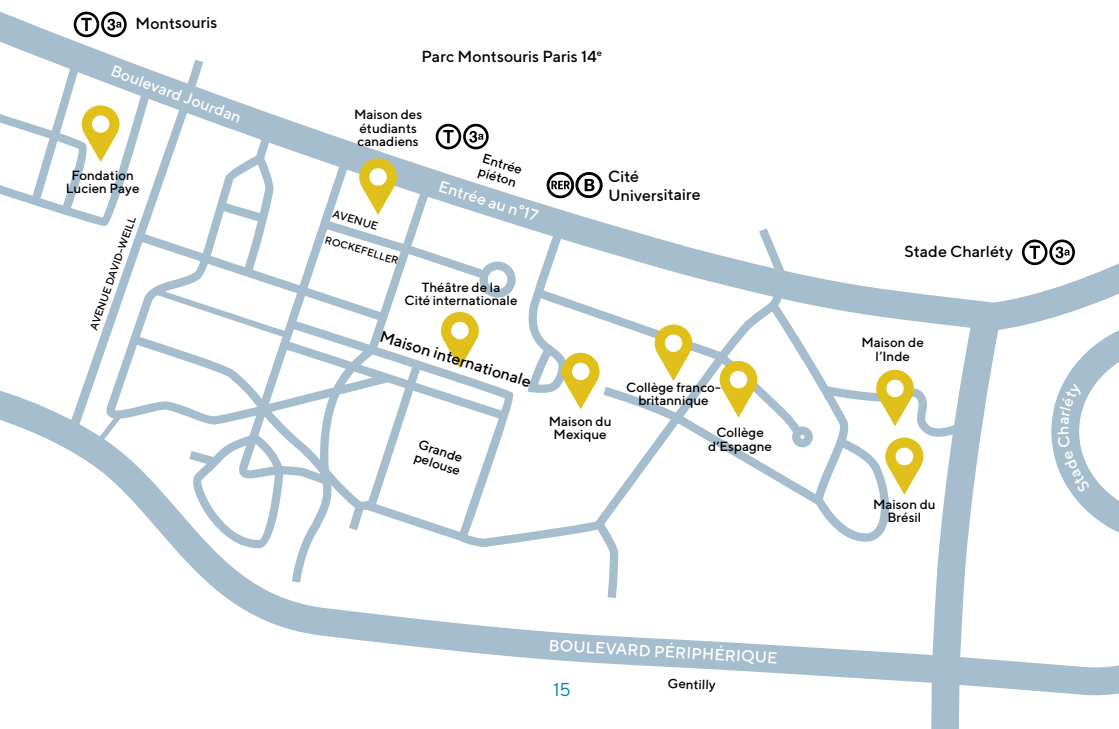 T 3a Montsouris
Parc Montsouris Paris 14e
Boulevard Jourdan
Maison des
étudiants
canadiens
T 3a
Entrée
piéton
RER B Cité
Universitaire
Entrée au n°17
Fondation
Lucien Paye
AVENUE DAVID-WEILL
AVENUE
ROCKEFELLER
Stade Charléty T 3a
Théâtre de la
Cité internationale
Maison internationale
Maison du
Mexique
Collège franco-
britannique
Collège
d'Espagne
Maison de
l'Inde
Maison du
Brésil
Stade Charléty
Grande
pelouse
BOULEVARD PÉRIPHÉRIQUE
Gentilly
15